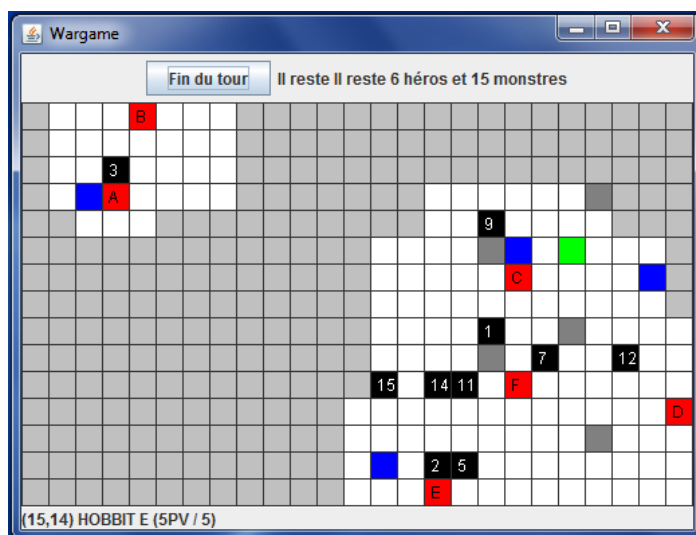 Wargame
Fin du tour Il reste Il reste 6 héros et 15 monstres
B
3
A
9
C
1
7 12
15 14 11 F
D
2 5
E
(15,14) HOBBIT E (5PV / 5)